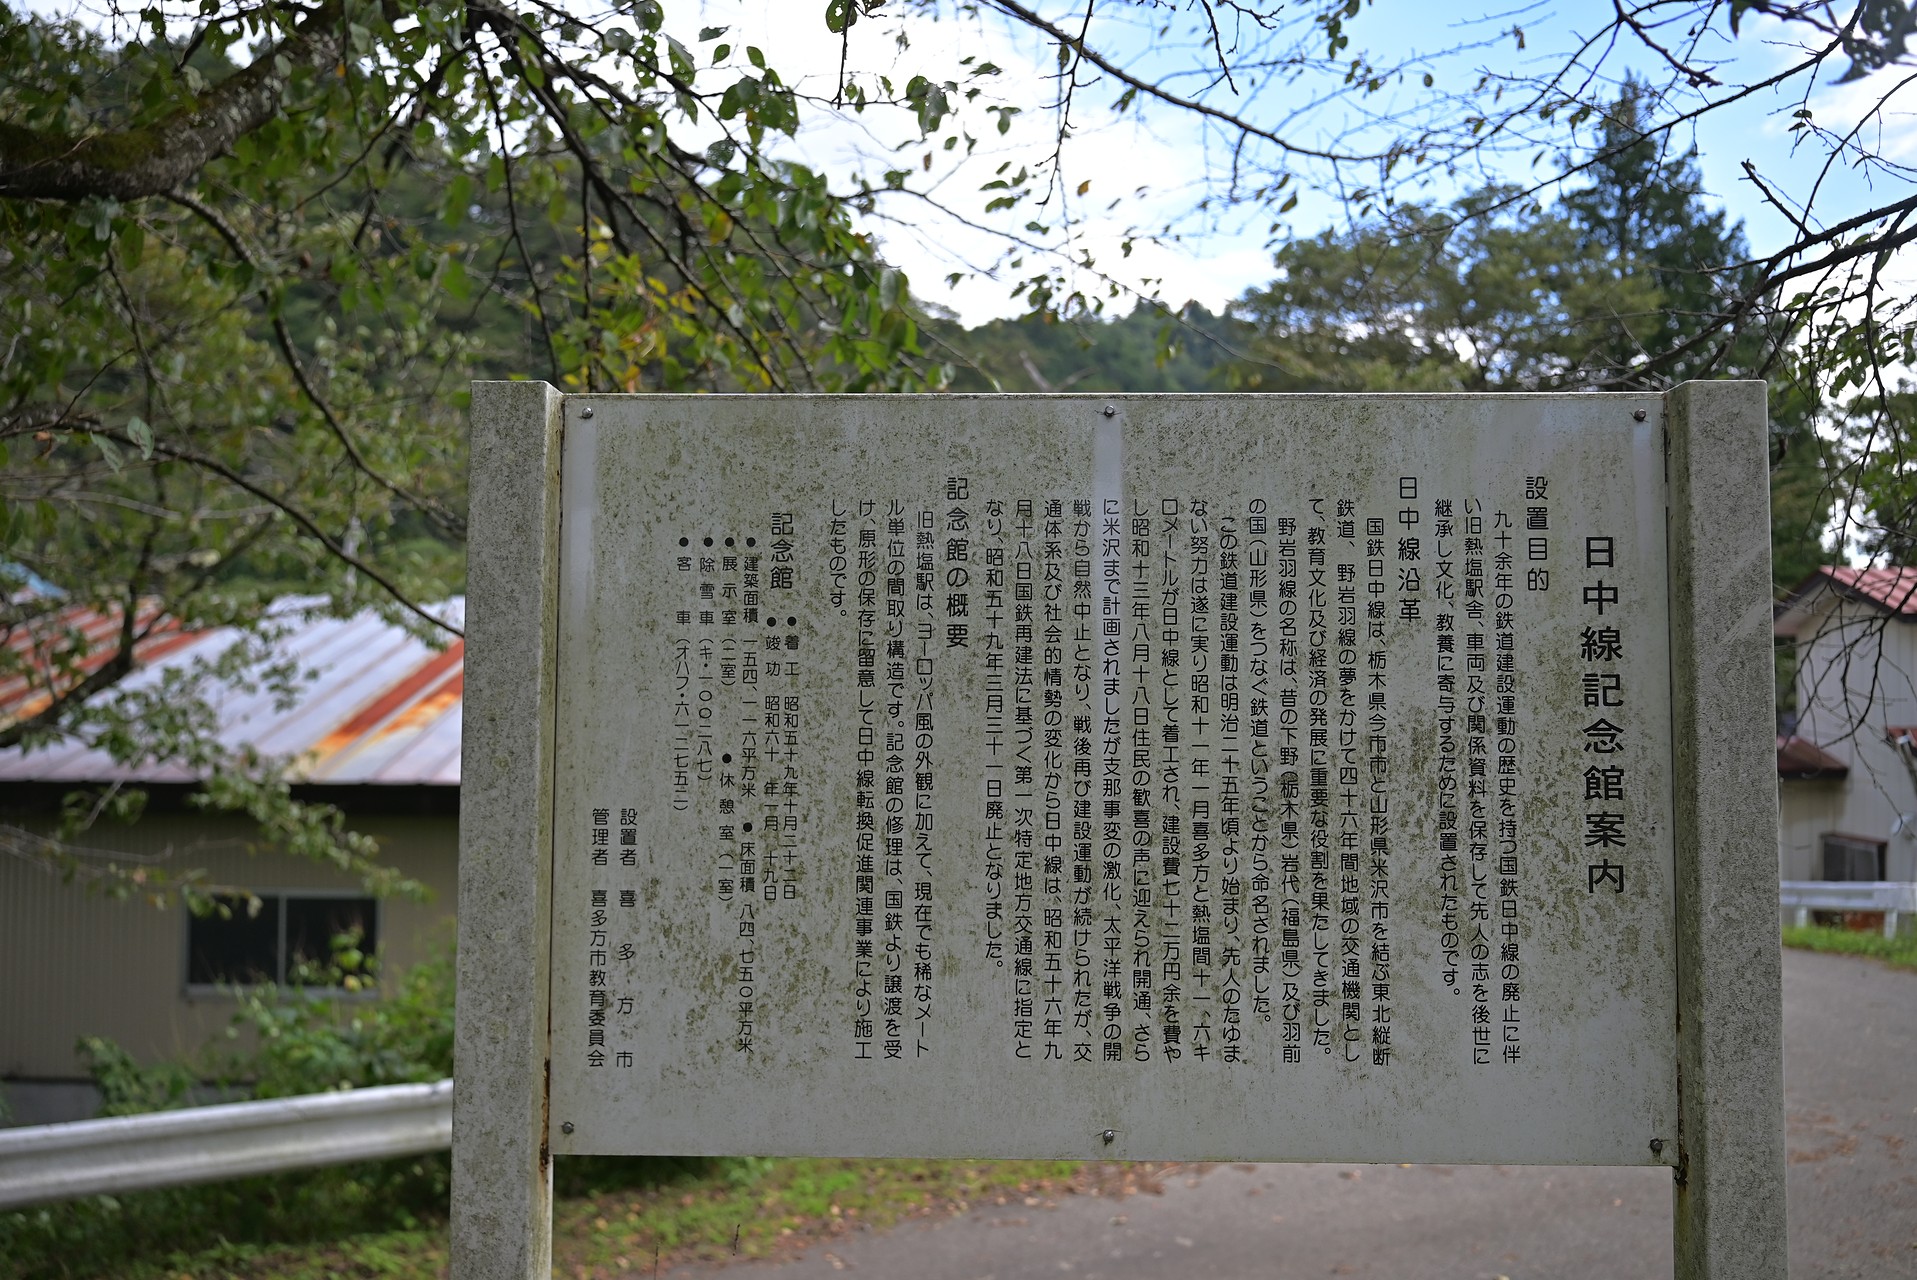 日中線記念館案内
設置目的
九十余年の鉄道建設運動の歴史を持つ国鉄日中線の廃止に伴
い旧熱塩駅舎、車両及び関係資料を保存して先人の志を後世に
継承し文化、教養に寄与するために設置されたものです。
日中線沿革
国鉄日中線は、栃木県今市市と山形県米沢市を結ぶ東北縦断
鉄道、野岩羽線の夢をかけて四十六年間地域の交通機関とし
て、教育文化及び経済の発展に重要な役割を果たしてきました。
野岩羽線の名称は、昔の下野(栃木県)岩代(福島県)及び羽前
の国(山形県)をつなぐ鉄道ということから命名されました。
この鉄道建設運動は明治二十五年頃より始まり、先人のたゆま
ない努力は遂に実り昭和十一年一月喜多方と熱塩間十一、六キ
ロメートルが日中線として着工され、建設費七十二万円余を費や
し昭和十三年八月十八日住民の歓喜の声に迎えられ開通、さら
に米沢まで計画されましたが支那事変の激化、太平洋戦争の開
戦から自然中止となり、戦後再び建設運動が続けられたが、交
通体系及び社会的情勢の変化から日中線は、昭和五十六年九
月十八日国鉄再建法に基づく第一次特定地方交通線に指定と
なり、昭和五十九年三月三十一日廃止となりました。
記念館の概要
旧熱塩駅は、ヨーロッパ風の外観に加えて、現在でも稀なメート
ル単位の間取り構造です。記念館の修理は、国鉄より譲渡を受
け、原形の保存に留意して日中線転換促進関連事業により施工
したものです。
記念館
●着工 昭和五十九年十月二十二日
●竣功 昭和六十年一月十九日
●建築面積 一五四、一一六平方米 ●床面積 八四、七五〇平方米
●展示室(二室) ●休憩室(一室)
●除雪車(キ・一〇〇二八七)
●客車(オハフ・六一二七五二)
設置者 喜多方市
管理者 喜多方市教育委員会